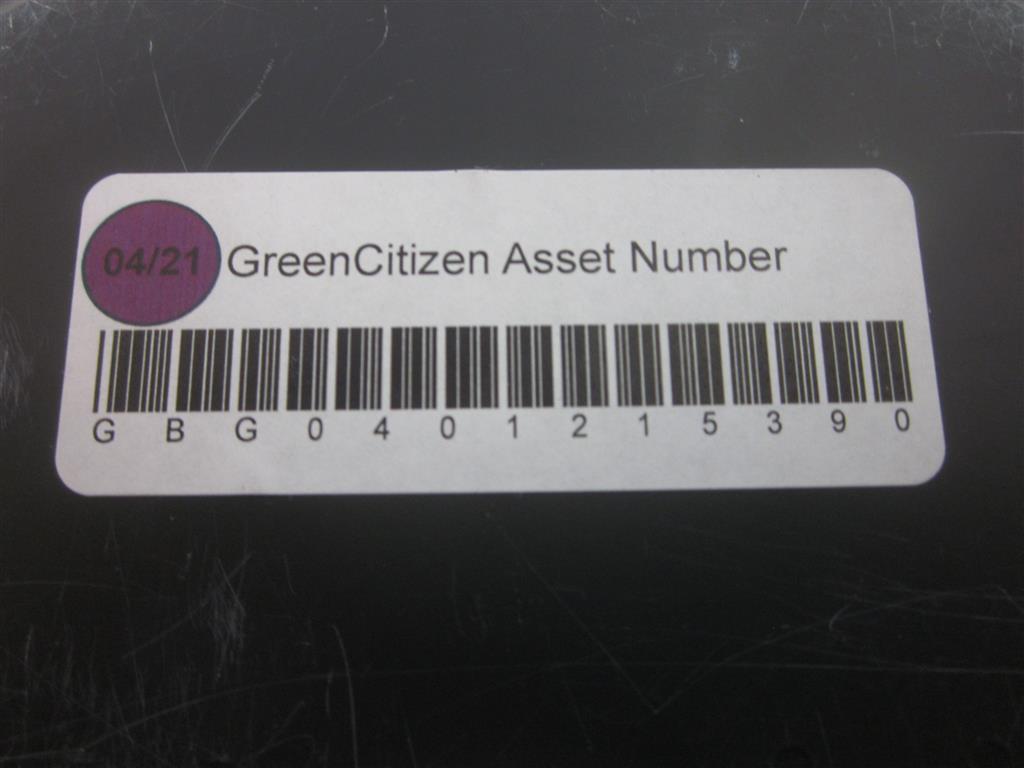 04/21 GreenCitizen Asset Number
G B G 0 4 0 1 2 1 5 3 9 0